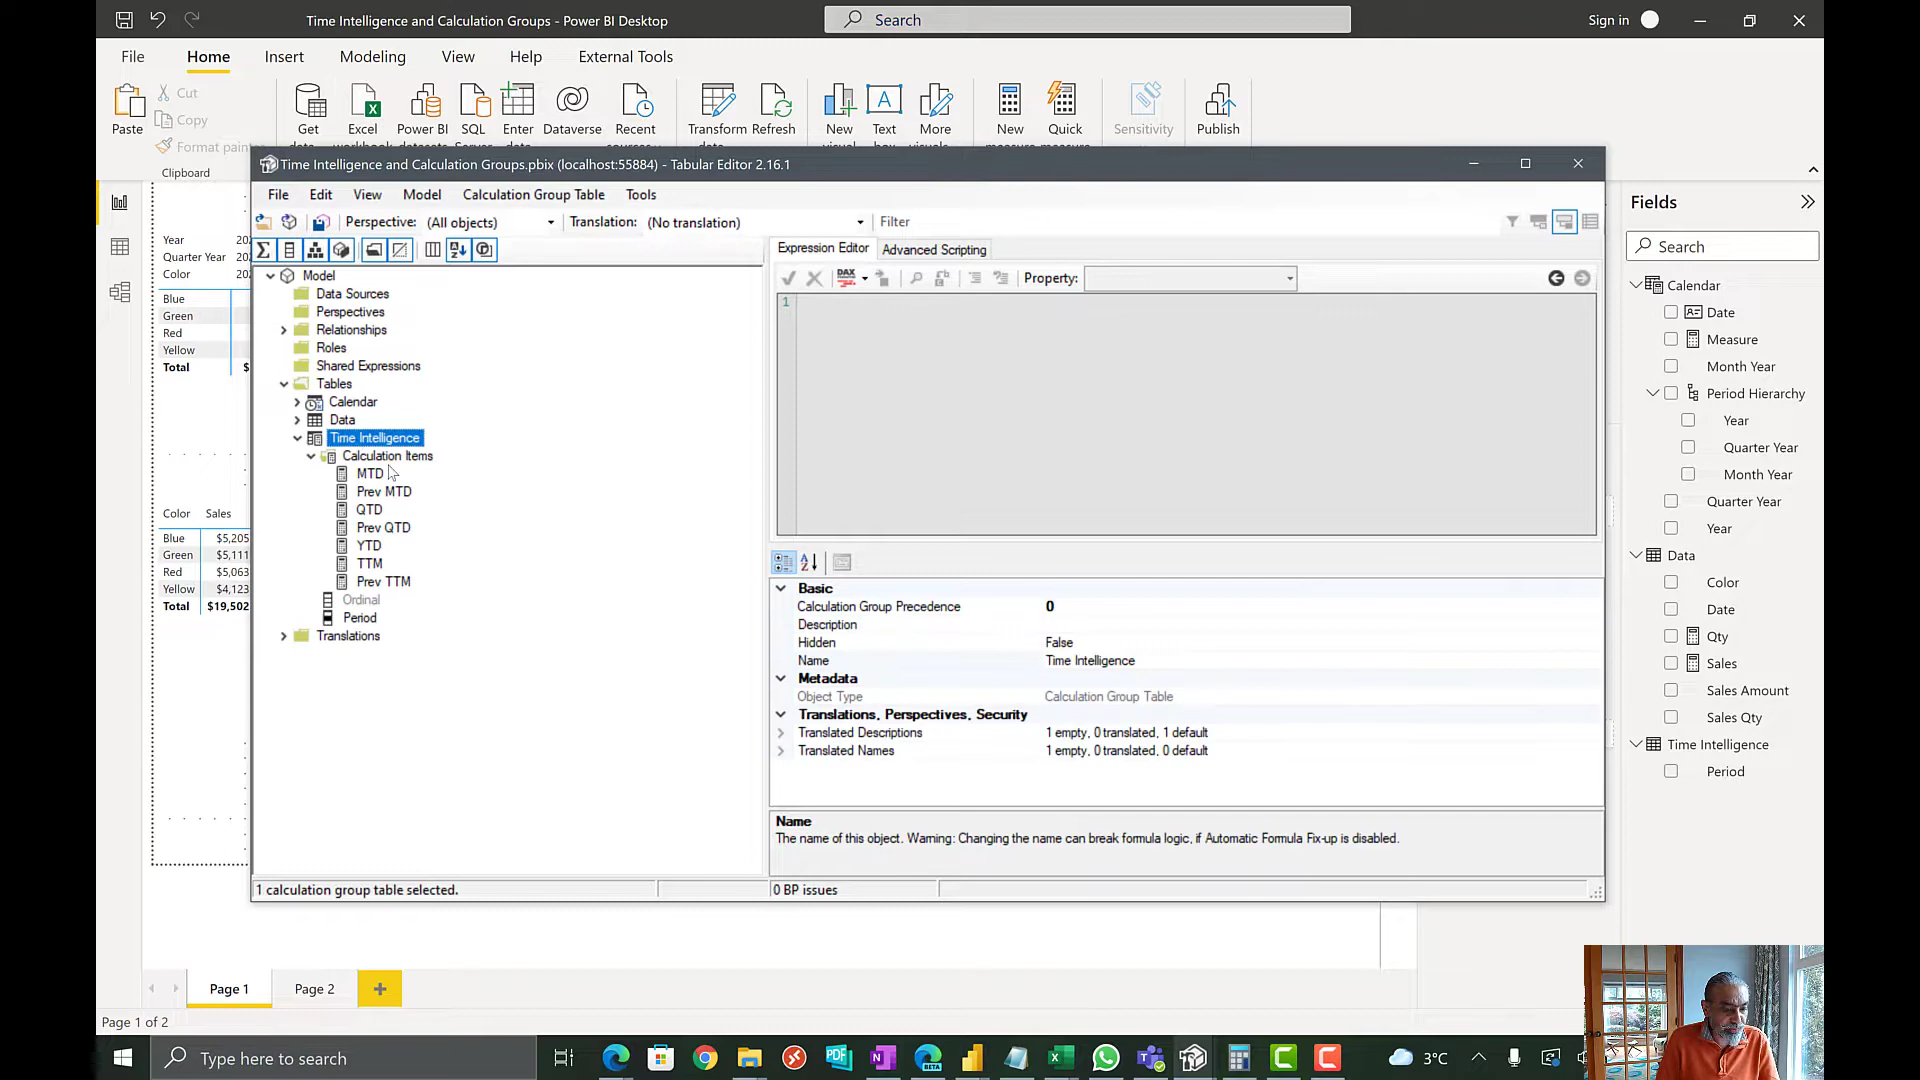 Time Intelligence and Calculation Groups - Power BI Desktop
Search
Sign in
File
Home
Insert
Modeling
View
Help
External Tools
Paste
Cut
Copy
Format
Clipboard
Get
Excel
Power BI
SQL
Enter
Dataverse
Recent
Transform
Refresh
New
Text
More
New
Quick
Sensitivity
Publish
Time Intelligence and Calculation Groups.pbix (localhost:55884) - Tabular Editor 2.16.1
File
Edit
View
Model
Calculation Group Table
Tools
Perspective: (All objects)
Translation: (No translation)
Filter
Model
Data Sources
Perspectives
Relationships
Roles
Shared Expressions
Tables
Calendar
Data
Time Intelligence
Calculation Items
MTD
Prev MTD
QTD
Prev QTD
YTD
TTM
Prev TTM
Ordinal
Period
Translations
Expression Editor
Advanced Scripting
DAX
Property:
1
Basic
Calculation Group Precedence 0
Description
Hidden False
Name Time Intelligence
Metadata
Object Type Calculation Group Table
Translations, Perspectives, Security
Translated Descriptions 1 empty, 0 translated, 1 default
Translated Names 1 empty, 0 translated, 0 default
Name
The name of this object. Warning: Changing the name can break formula logic, if Automatic Formula Fix-up is disabled.
1 calculation group table selected.
0 BP issues
Year
Quarter Year
Color
Blue
Green
Red
Yellow
Total $
Color Sales
Blue $5,205
Green $5,111
Red $5,063
Yellow $4,123
Total $19,502
Fields
Search
Calendar
Date
Measure
Month Year
Period Hierarchy
Year
Quarter Year
Month Year
Quarter Year
Year
Data
Color
Date
Qty
Sales
Sales Amount
Sales Qty
Time Intelligence
Period
Page 1
Page 2
Page 1 of 2
Type here to search
3°C